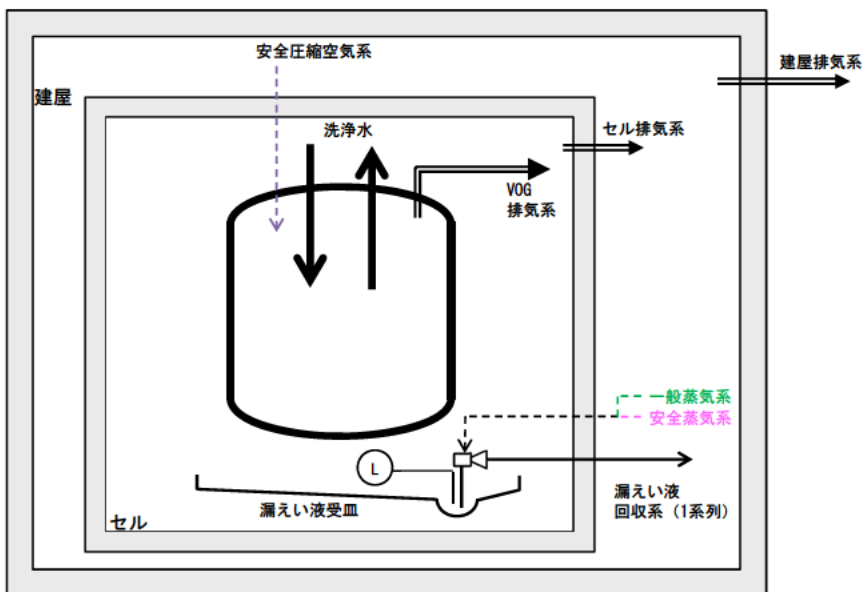 安全圧縮空気系
建屋排気系
建屋
セル排気系
洗浄水
VOG
排気系
一般蒸気系
安全蒸気系
L
漏えい液
回収系（1系列）
漏えい液受皿
セル